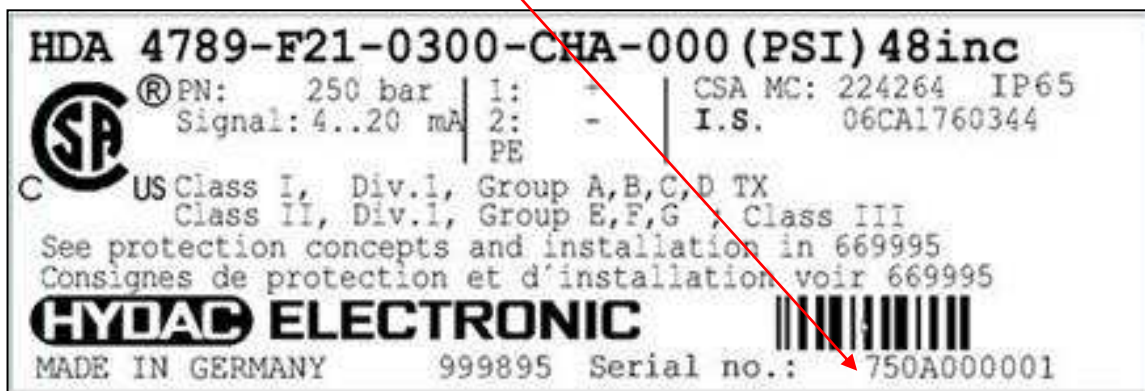 HDA 4789-F21-0300-CHA-000(PSI)48inc
SA ® PN: 250 bar 1: + CSA MC: 224264 IP65
Signal: 4..20 mA 2: - I.S. 06CA1760344
PE
C US Class I, Div.1, Group A,B,C,D TX
Class II, Div.1, Group E,F,G , Class III
See protection concepts and installation in 669995
Consignes de protection et d´installation voir 669995
HYDAC ELECTRONIC
MADE IN GERMANY 999895 Serial no.: 750A000001